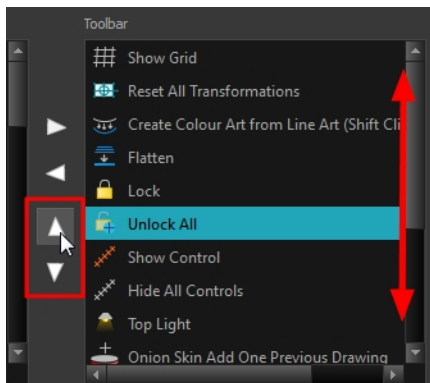 Toolbar
Show Grid
Reset All Transformations
Create Colour Art from Line Art (Shift Cli
Flatten
Lock
Unlock All
Show Control
Hide All Controls
Top Light
Onion Skin Add One Previous Drawing